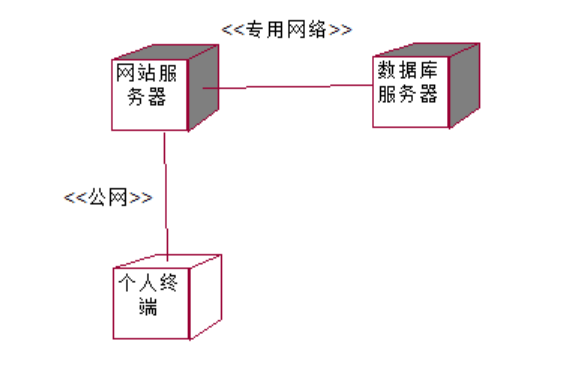 <<专用网络>>
网站服
务器
数据库
服务器
<<公网>>
个人终
端